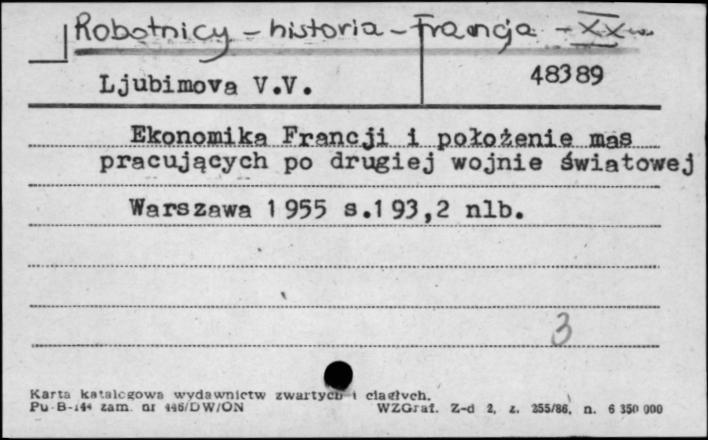 Robotnicy - historia - Francja - XX w.
Ljubimova V.V.
48389
Ekonomika Francji i położenie mas
pracujących po drugiej wojnie światowej
Warszawa 1955 s.193,2 nlb.
3
Karta katalogowa wydawnictw zwartych i ciągłych.
Pu-B-144 zam. nr 446/DW/ON WZGraf. Z-d 2, z. 255/86, n. 6 350 000